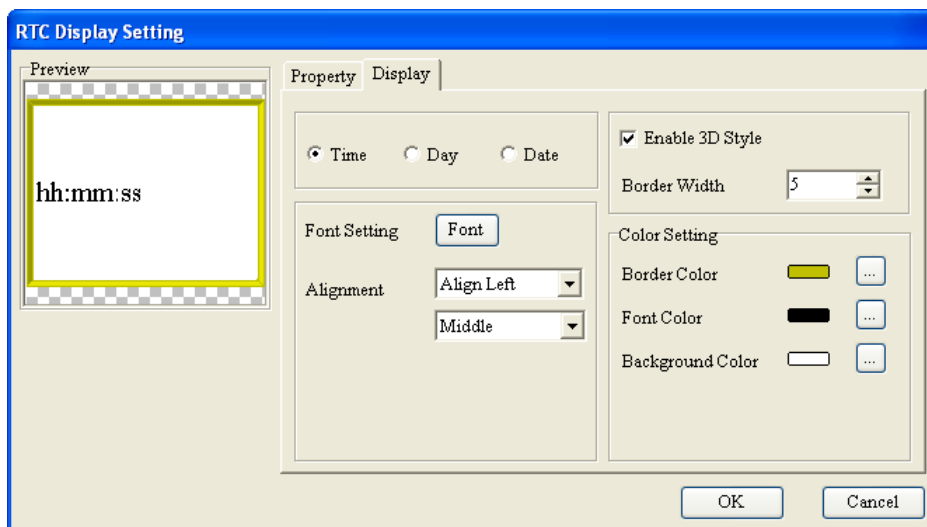 RTC Display Setting
Preview
hh:mm:ss
Property
Display
Time
Day
Date
Font Setting
Font
Alignment
Align Left
Middle
Enable 3D Style
Border Width
5
Color Setting
Border Color
...
Font Color
...
Background Color
...
OK
Cancel